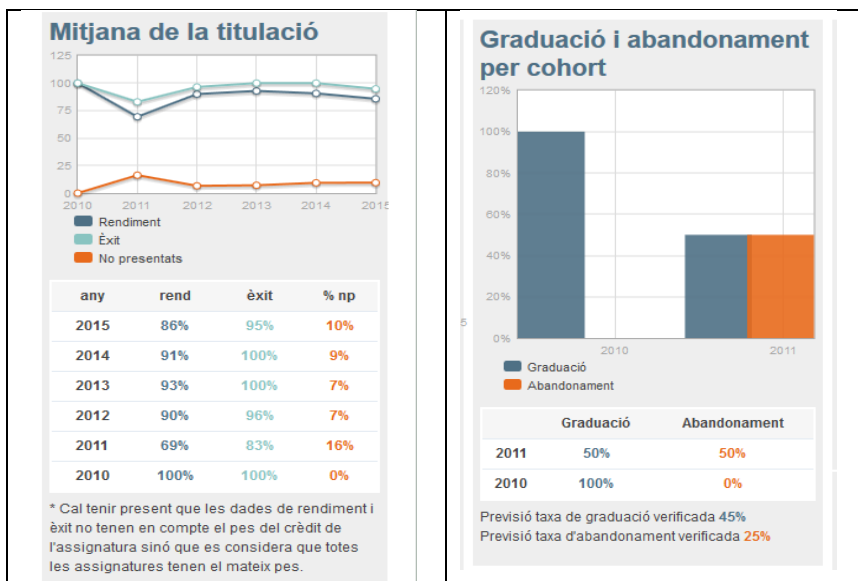 Mitjana de la titulació
125
100
75
50
25
0
2010 2011 2012 2013 2014 2015
Rendiment
Èxit
No presentats
any rend èxit % np
2015 86% 95% 10%
2014 91% 100% 9%
2013 93% 100% 7%
2012 90% 96% 7%
2011 69% 83% 16%
2010 100% 100% 0%
* Cal tenir present que les dades de rendiment i
èxit no tenen en compte el pes del crèdit de
l'assignatura sinó que es considera que totes
les assignatures tenen el mateix pes.
Graduació i abandonament
per cohort
120%
100%
80%
60%
40%
20%
5
0%
2010 2011
Graduació
Abandonament
Graduació Abandonament
2011 50% 50%
2010 100% 0%
Previsió taxa de graduació verificada 45%
Previsió taxa d'abandonament verificada 25%